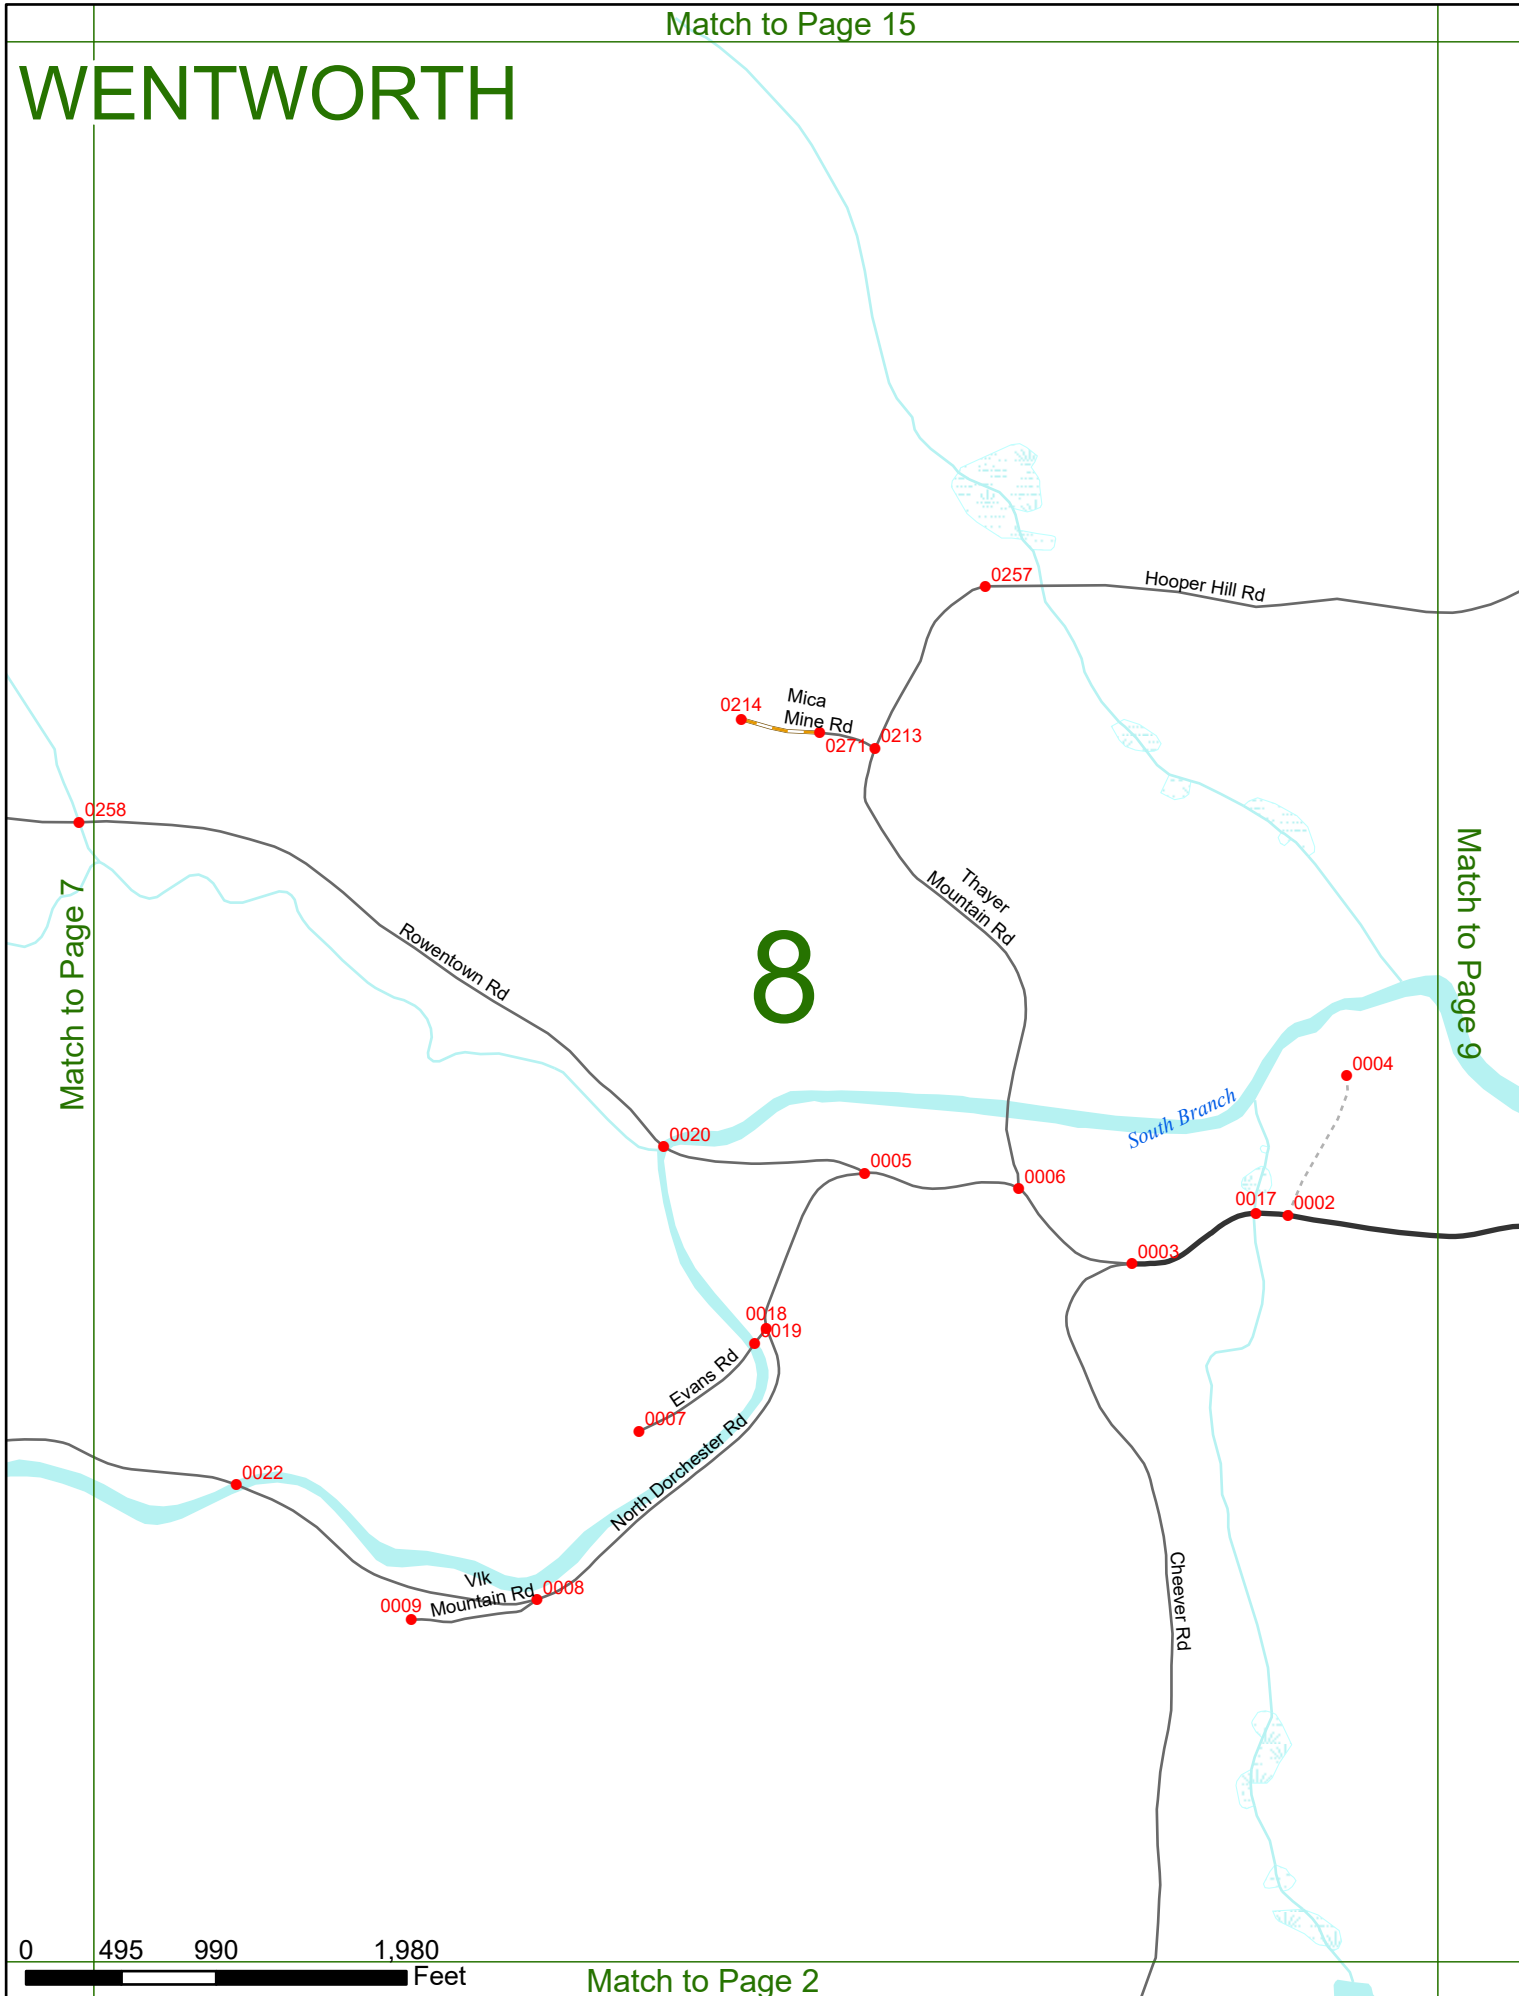 Match to Page 15
WENTWORTH
0257
Hooper Hill Rd
0214
Mica
Mine Rd
0271
0213
0258
Match to Page 7
Rowentown Rd
Thayer
Mountain Rd
8
Match to Page 9
0004
South Branch
0020
0005
0006
0017
0002
0003
0018
0019
Evans Rd
0007
North Dorchester Rd
0022
Vlk
Mountain Rd
0008
0009
Cheever Rd
0 495 990 1,980
Feet
Match to Page 2